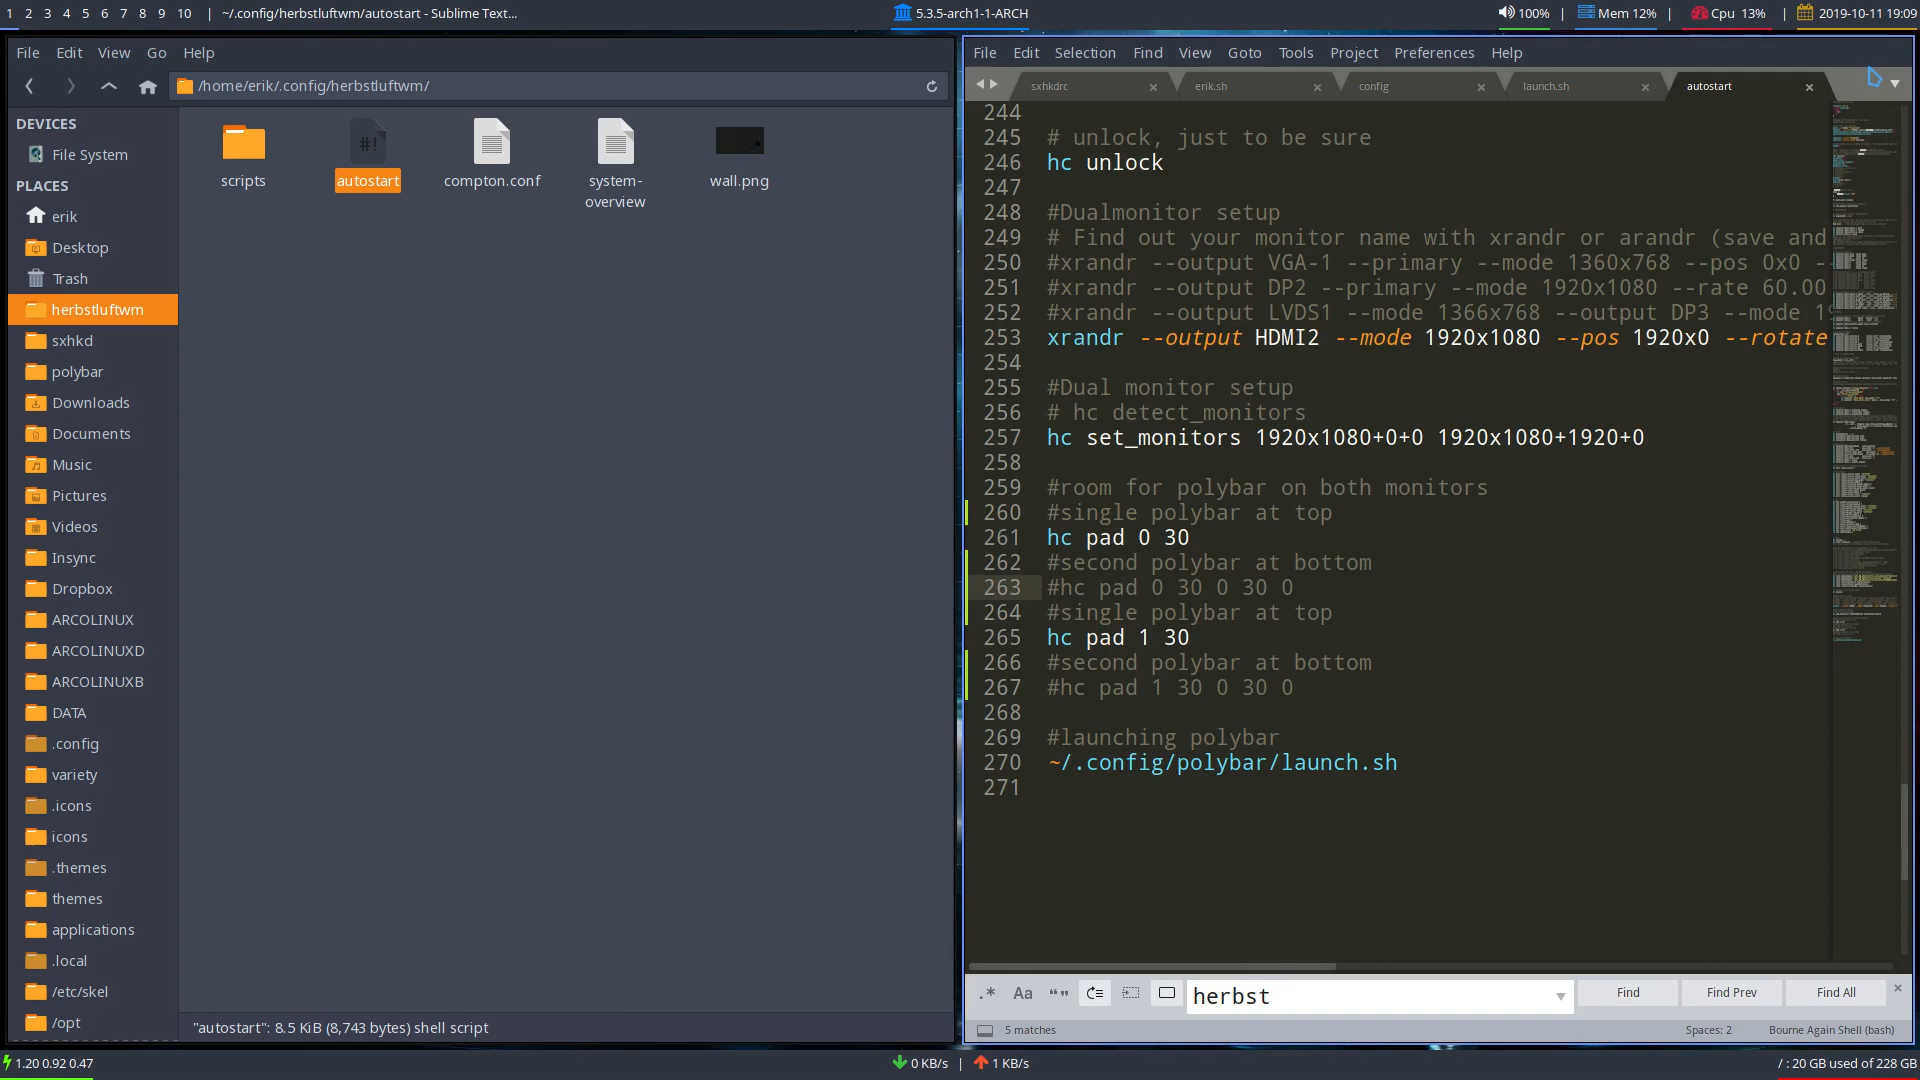 1 2 3 4 5 6 7 8 9 10 | ~/.config/herbstluftwm/autostart - Sublime Text...
5.3.5-arch1-1-ARCH
100% | Mem 12% | Cpu 13% | 2019-10-11 19:09
File Edit View Go Help
/home/erik/.config/herbstluftwm/
DEVICES
File System
PLACES
erik
Desktop
Trash
herbstluftwm
sxhkd
polybar
Downloads
Documents
Music
Pictures
Videos
Insync
Dropbox
ARCOLINUX
ARCOLINUXD
ARCOLINUXB
DATA
.config
variety
.icons
icons
.themes
themes
applications
.local
/etc/skel
/opt
scripts
#!
autostart
compton.conf
system-
overview
wall.png
"autostart": 8.5 KiB (8,743 bytes) shell script
File Edit Selection Find View Goto Tools Project Preferences Help
sxhkdrc
erik.sh
config
launch.sh
autostart
244
245 # unlock, just to be sure
246 hc unlock
247
248 #Dualmonitor setup
249 # Find out your monitor name with xrandr or arandr (save and
250 #xrandr --output VGA-1 --primary --mode 1360x768 --pos 0x0 -
251 #xrandr --output DP2 --primary --mode 1920x1080 --rate 60.00
252 #xrandr --output LVDS1 --mode 1366x768 --output DP3 --mode 19
253 xrandr --output HDMI2 --mode 1920x1080 --pos 1920x0 --rotate
254
255 #Dual monitor setup
256 # hc detect_monitors
257 hc set_monitors 1920x1080+0+0 1920x1080+1920+0
258
259 #room for polybar on both monitors
260 #single polybar at top
261 hc pad 0 30
262 #second polybar at bottom
263 #hc pad 0 30 0 30 0
264 #single polybar at top
265 hc pad 1 30
266 #second polybar at bottom
267 #hc pad 1 30 0 30 0
268
269 #launching polybar
270 ~/.config/polybar/launch.sh
271
.* Aa “” herbst Find Find Prev Find All
5 matches
Spaces: 2 Bourne Again Shell (bash)
1.20 0.92 0.47
0 KB/s | 1 KB/s
/ : 20 GB used of 228 GB